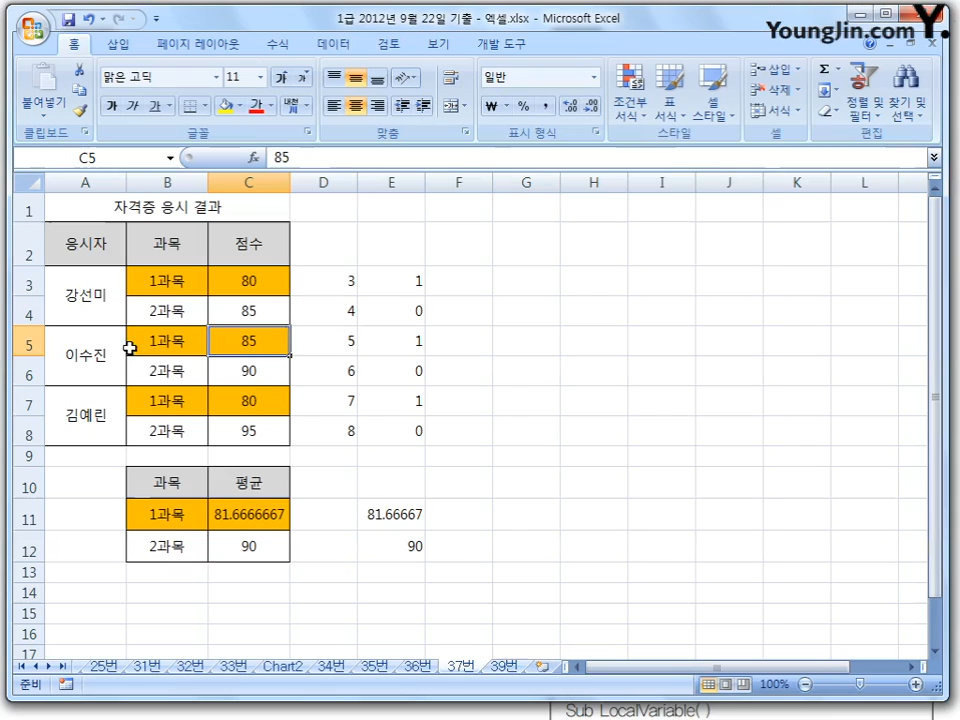 1급 2012년 9월 22일 기출 - 엑셀.xlsx - Microsoft Excel
YoungJin.com Y.
홈 삽입 페이지 레이아웃 수식 데이터 검토 보기 개발 도구
붙여넣기
클립보드
맑은 고딕 11 가 가
가 가 가 가 내천
글꼴
맞춤
일반
₩ % ,
표시 형식
조건부 서식
표 서식
셀 스타일
스타일
삽입
삭제
서식
셀
Σ
정렬 및 필터
찾기 및 선택
편집
C5 fx 85
A B C D E F G H I J K L
1 자격증 응시 결과
2 응시자 과목 점수
3 강선미 1과목 80 3 1
4 2과목 85 4 0
5 이수진 1과목 85 5 1
6 2과목 90 6 0
7 김예린 1과목 80 7 1
8 2과목 95 8 0
9
10 과목 평균
11 1과목 81.6666667 81.66667
12 2과목 90 90
13
14
15
16
17
25번 31번 32번 33번 Chart2 34번 35번 36번 37번 39번
준비 100%
Sub LocalVariable( )